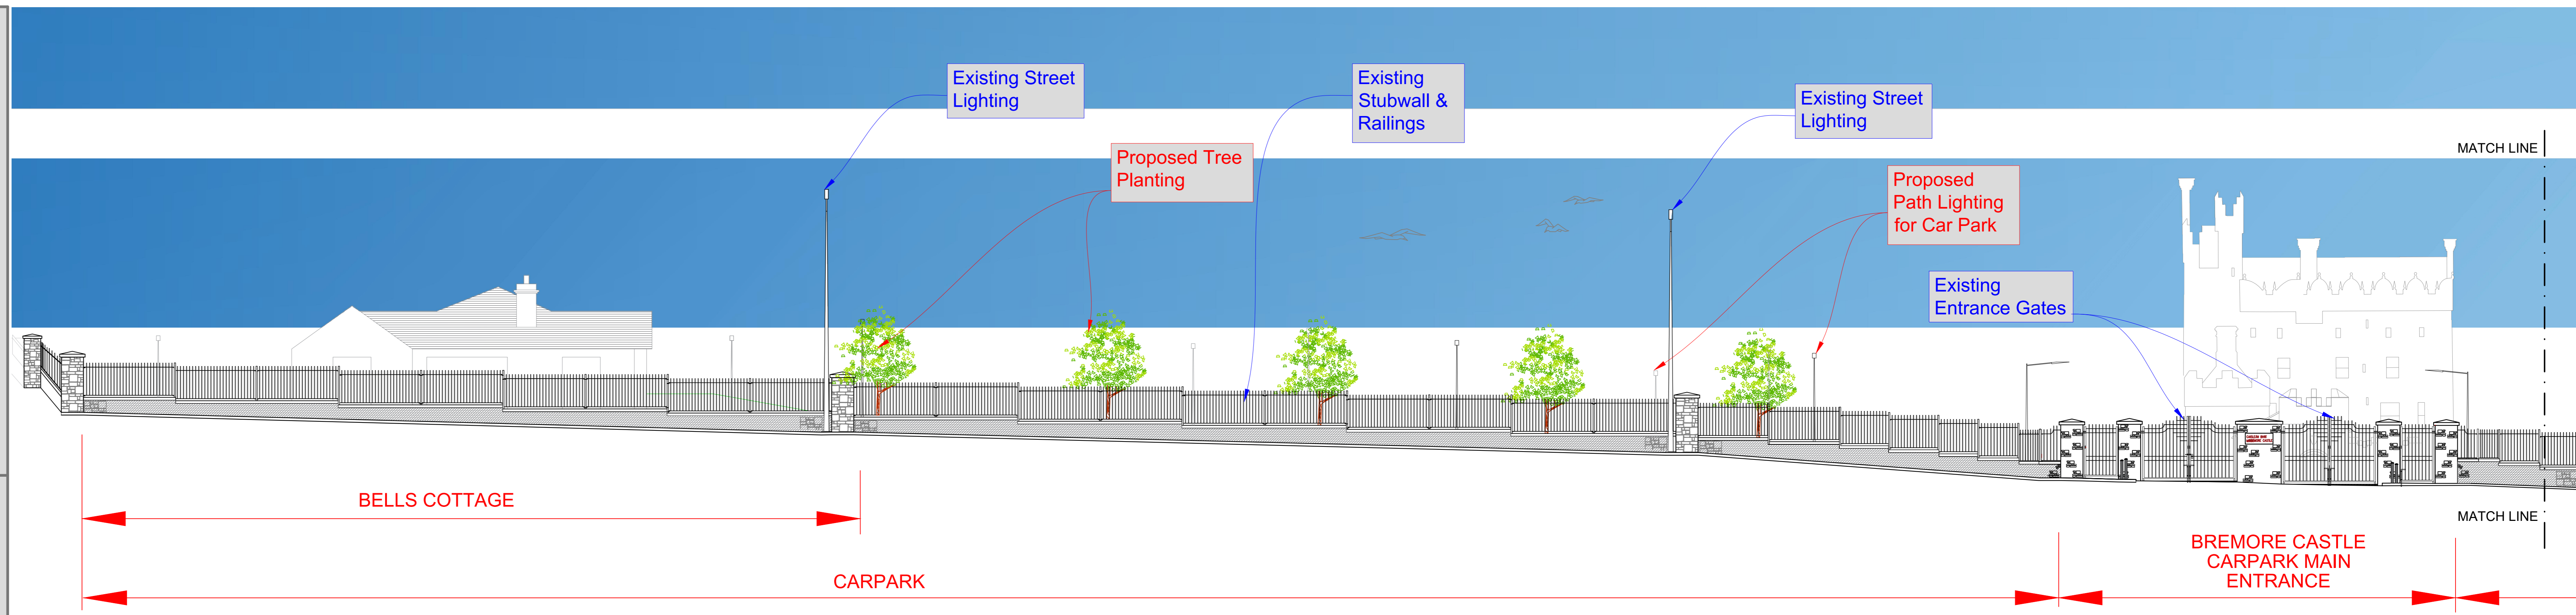 Existing Street
Lighting
Existing
Stubwall &
Railings
Existing Street
Lighting
MATCH LINE
Proposed Tree
Planting
Proposed
Path Lighting
for Car Park
Existing
Entrance Gates
BELLS COTTAGE
MATCH LINE
BREMORE CASTLE
CARPARK MAIN
ENTRANCE
CARPARK